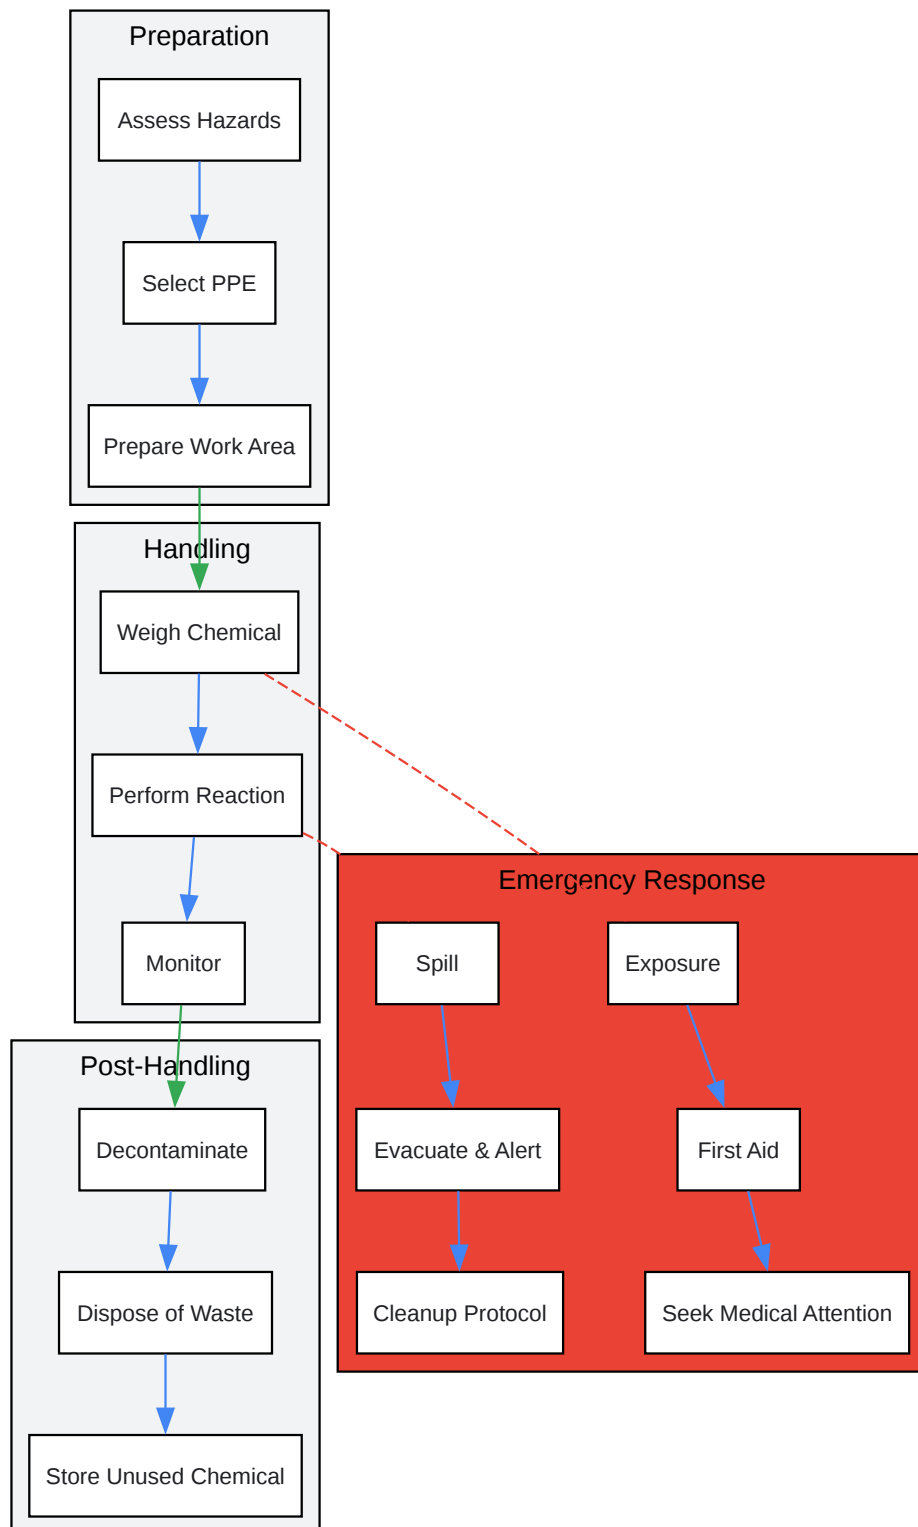 Preparation
Assess Hazards
Select PPE
Prepare Work Area
Handling
Weigh Chemical
Perform Reaction
Monitor
Emergency Response
Spill
Exposure
Evacuate & Alert
First Aid
Cleanup Protocol
Seek Medical Attention
Post-Handling
Decontaminate
Dispose of Waste
Store Unused Chemical